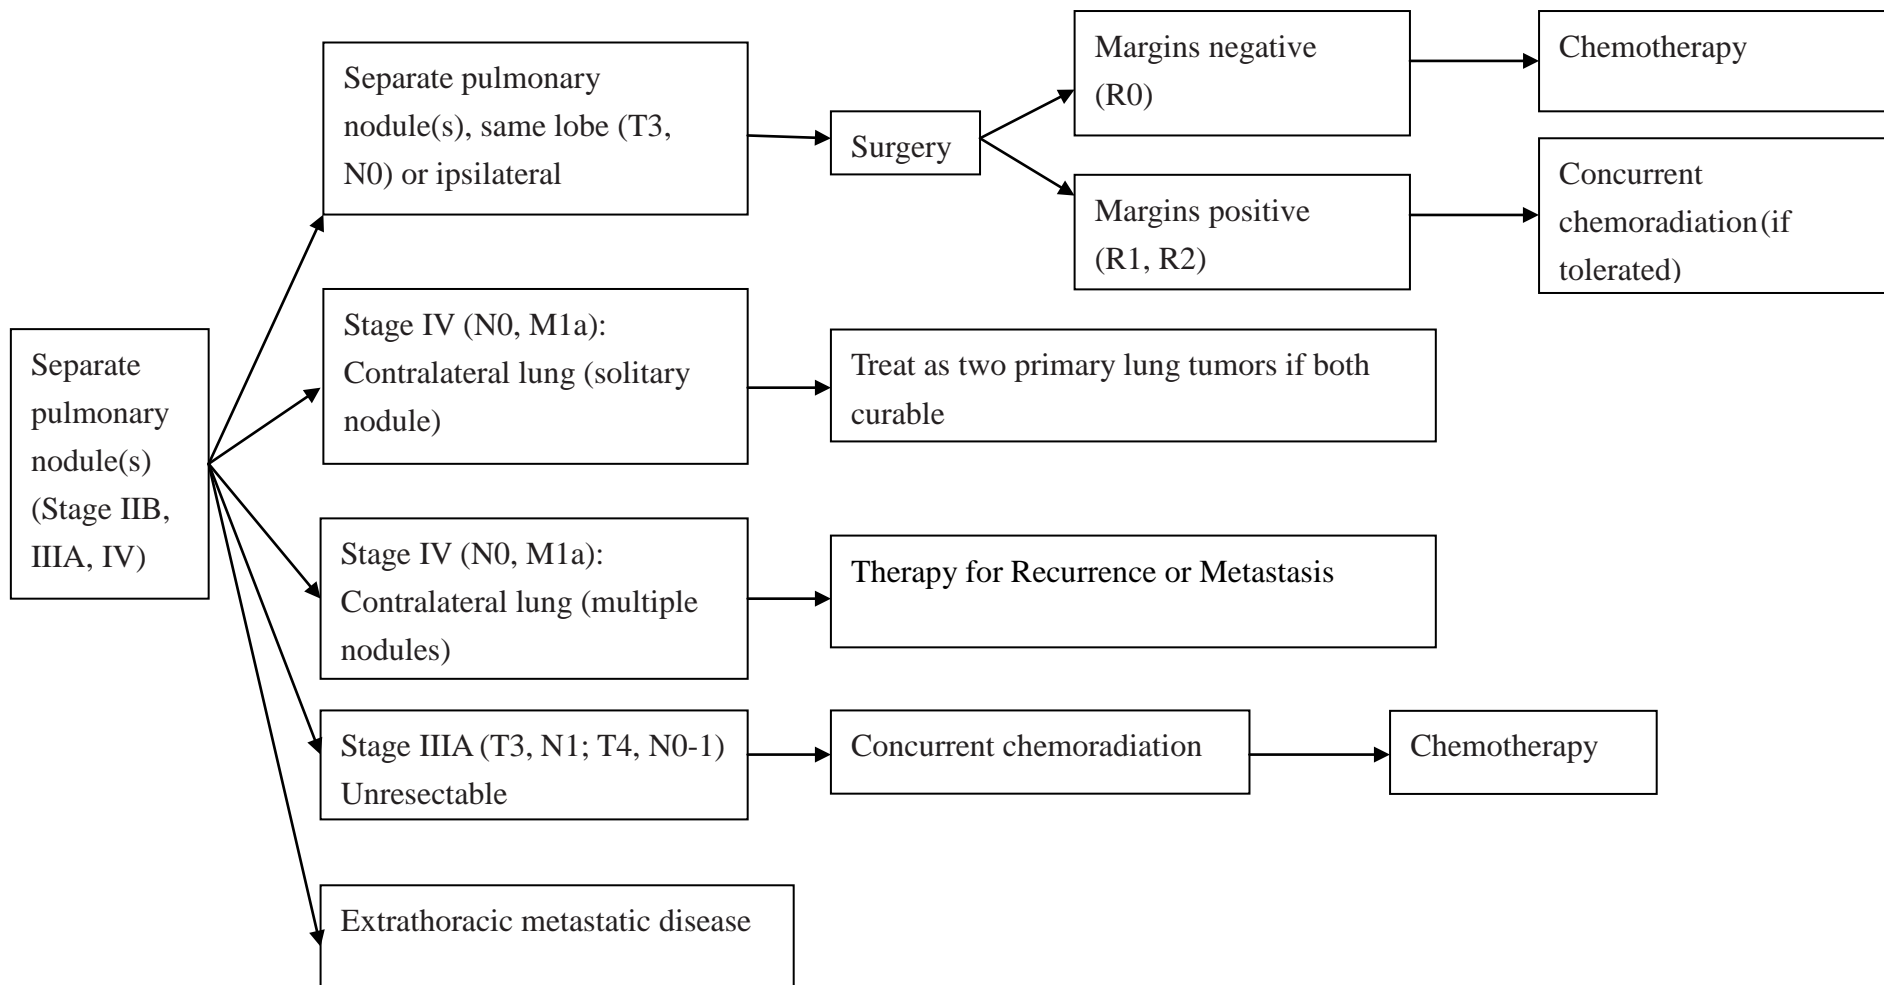 Separate
pulmonary
nodule(s)
(Stage IIB,
IIIA, IV)
Separate pulmonary
nodule(s), same lobe (T3,
N0) or ipsilateral
Surgery
Margins negative
(R0)
Chemotherapy
Margins positive
(R1, R2)
Concurrent
chemoradiation(if
tolerated)
Stage IV (N0, M1a):
Contralateral lung (solitary
nodule)
Treat as two primary lung tumors if both
curable
Stage IV (N0, M1a):
Contralateral lung (multiple
nodules)
Therapy for Recurrence or Metastasis
Stage IIIA (T3, N1; T4, N0-1)
Unresectable
Concurrent chemoradiation
Chemotherapy
Extrathoracic metastatic disease